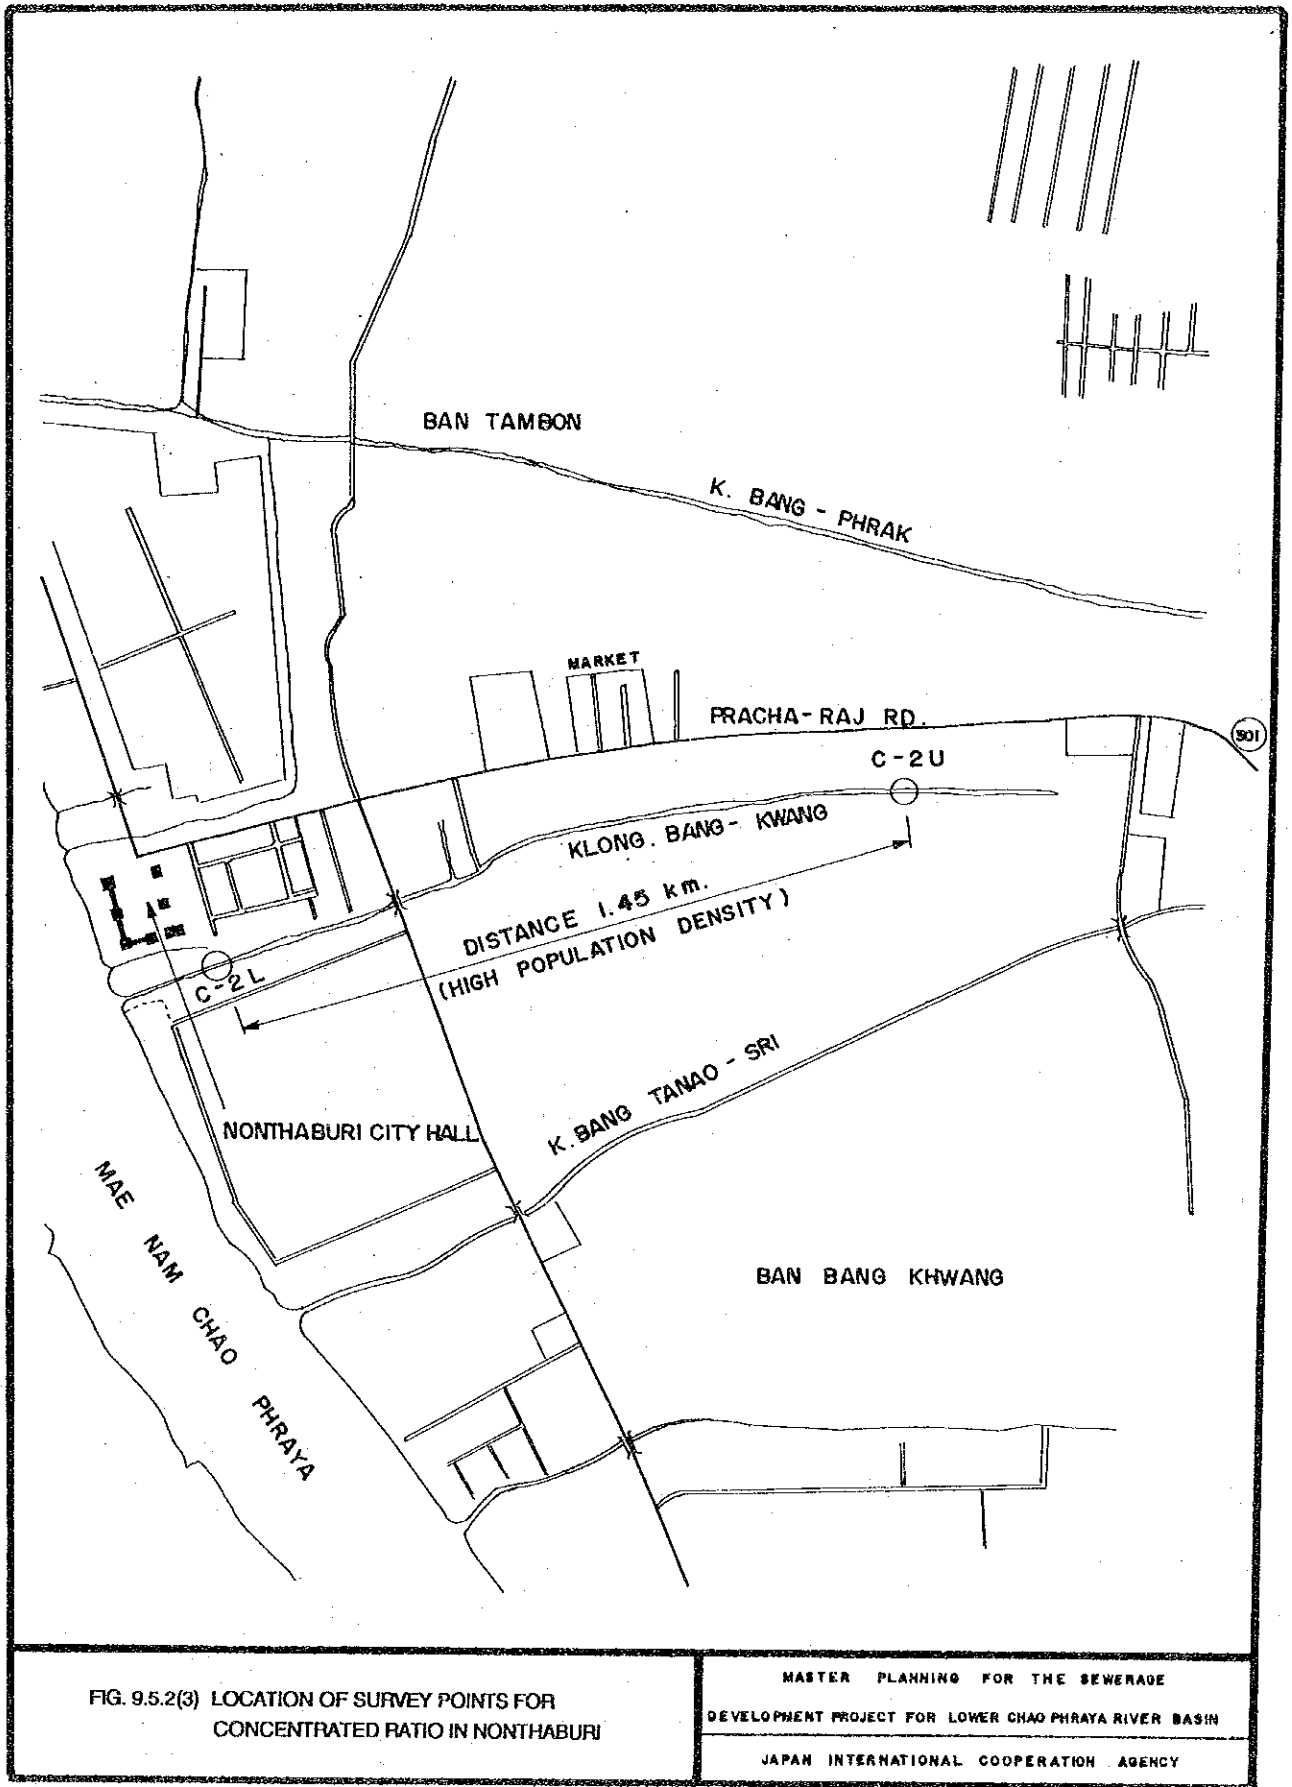 BAN TAMBON
K. BANG - PHRAK
MARKET
PRACHA-RAJ RD.
301
C-2U
KLONG. BANG- KWANG
DISTANCE 1.45 km.
(HIGH POPULATION DENSITY)
C-2L
K. BANG TANAO - SRI
NONTHABURI CITY HALL
MAE NAM CHAO PHRAYA
BAN BANG KHWANG
FIG. 9.5.2(3) LOCATION OF SURVEY POINTS FOR
CONCENTRATED RATIO IN NONTHABURI
MASTER PLANNING FOR THE SEWERAGE
DEVELOPMENT PROJECT FOR LOWER CHAO PHRAYA RIVER BASIN
JAPAN INTERNATIONAL COOPERATION AGENCY